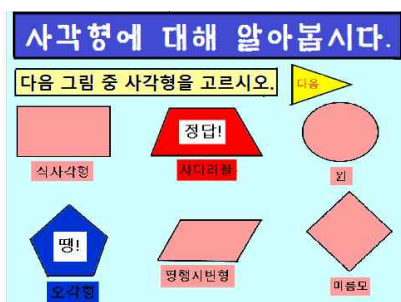 사각형에 대해 알아봅시다.
다음 그림 중 사각형을 고르시오.
다음
정답!
직사각형
사다리꼴
원
땡!
오각형
평행사변형
마름모